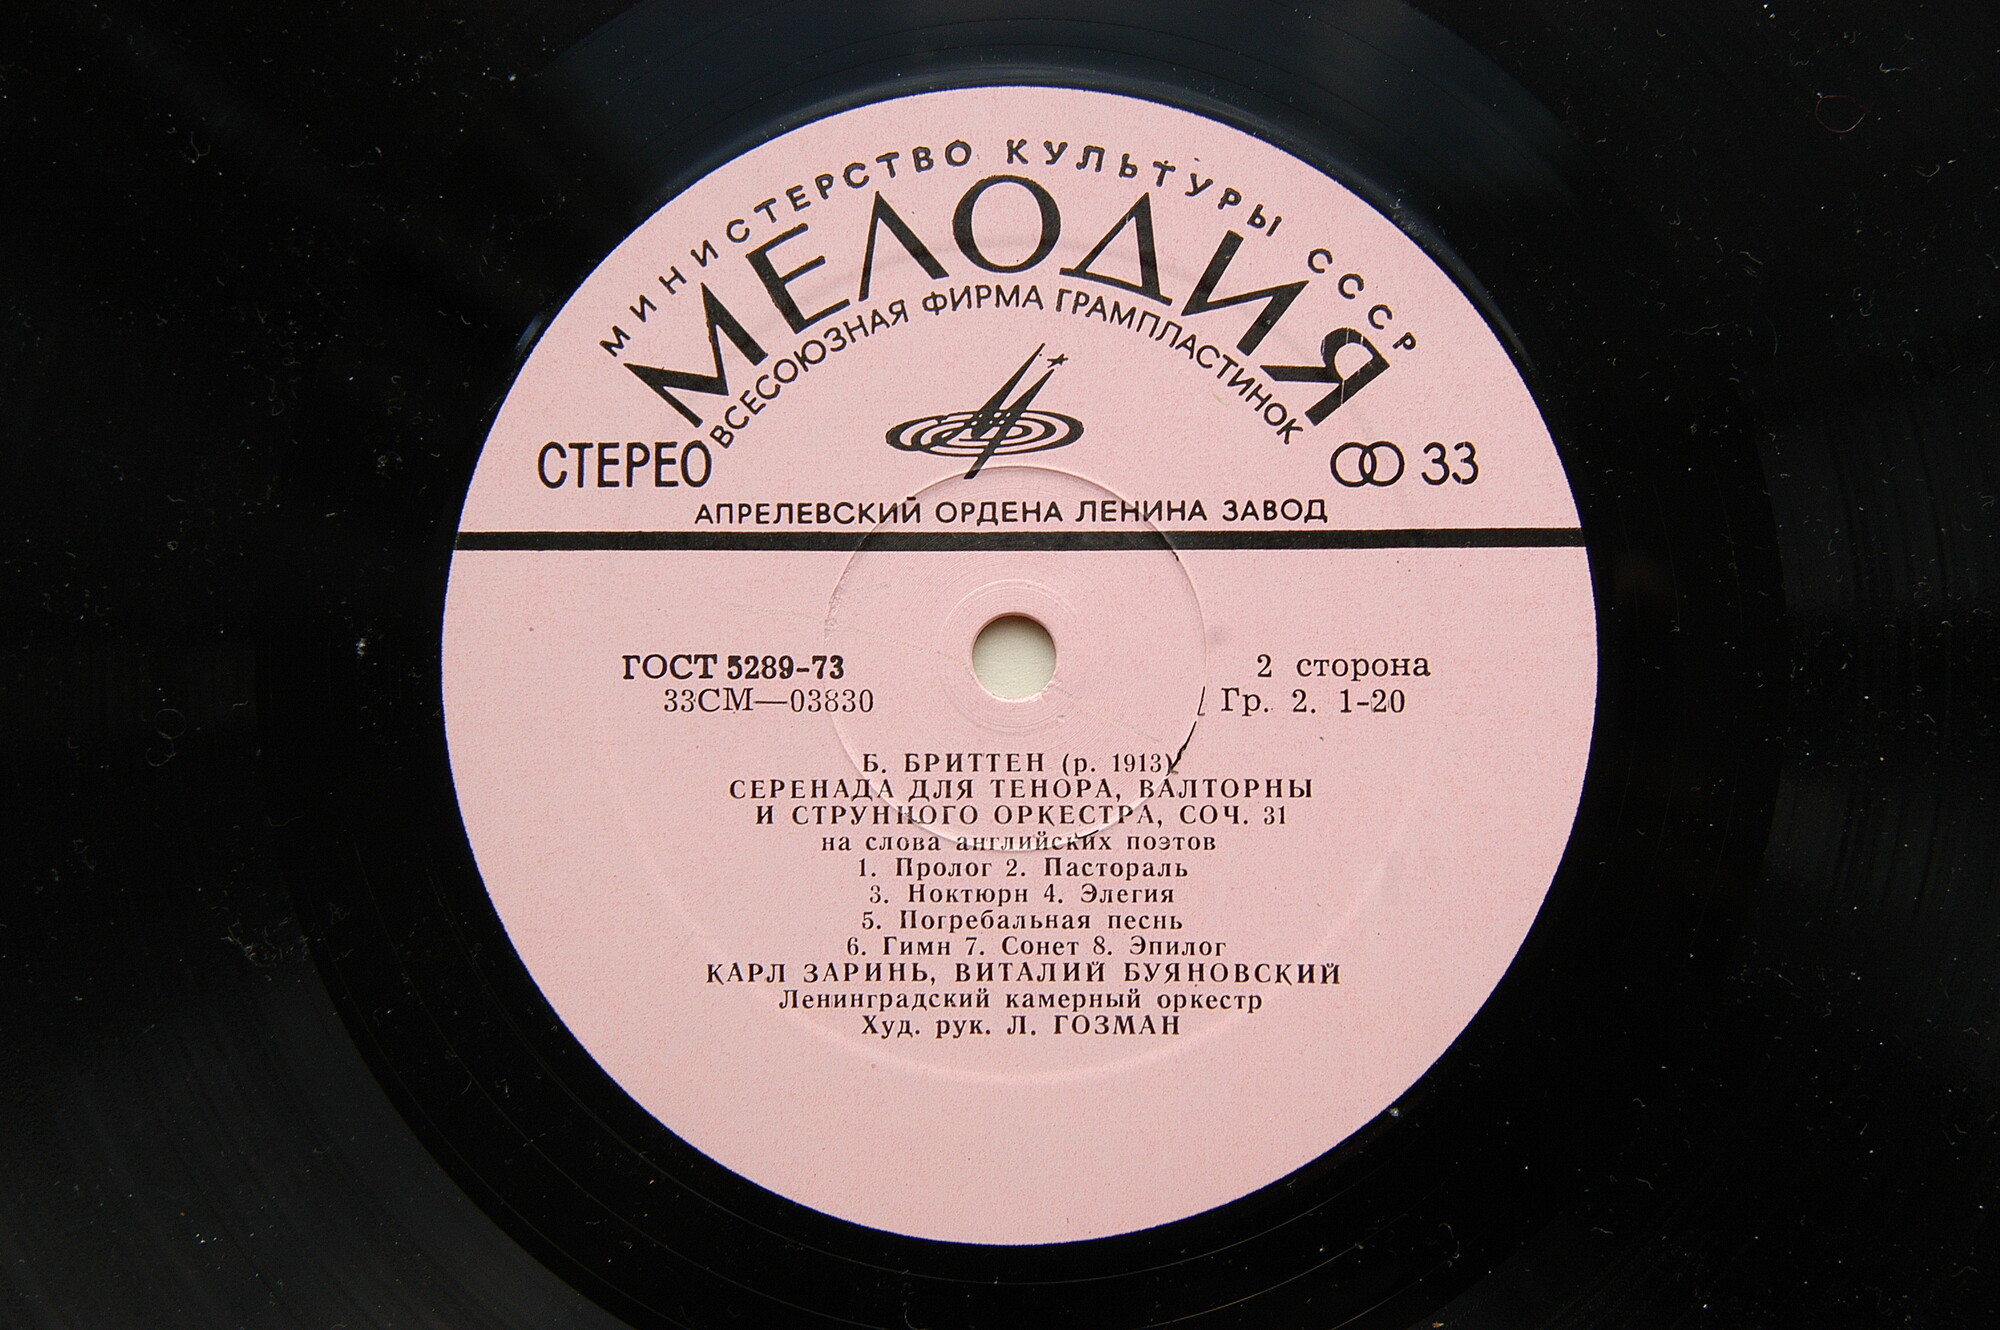 МИНИСТЕРСТВО КУЛЬТУРЫ СССР
МЕЛОДИЯ
ВСЕСОЮЗНАЯ ФИРМА ГРАМПЛАСТИНОК
СТЕРЕО
33
АПРЕЛЕВСКИЙ ОРДЕНА ЛЕНИНА ЗАВОД
ГОСТ 5289-73
33СМ—03830
2 сторона
Гр. 2. 1-20
Б. БРИТТЕН (р. 1913)
СЕРЕНАДА ДЛЯ ТЕНОРА, ВАЛТОРНЫ
И СТРУННОГО ОРКЕСТРА, СОЧ. 31
на слова английских поэтов
1. Пролог 2. Пастораль
3. Ноктюрн 4. Элегия
5. Погребальная песнь
6. Гимн 7. Сонет 8. Эпилог
КАРЛ ЗАРИНЬ, ВИТАЛИЙ БУЯНОВСКИЙ
Ленинградский камерный оркестр
Худ. рук. Л. ГОЗМАН